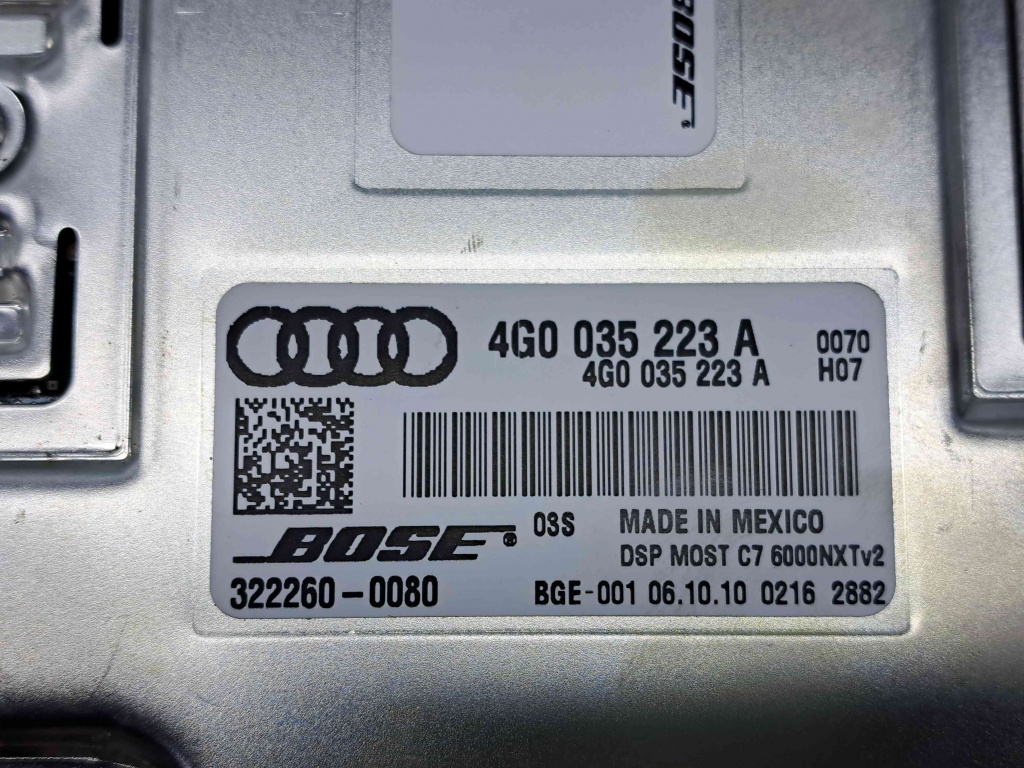 BOSE®
4G0 035 223 A 0070
4G0 035 223 A H07
BOSE® 03S MADE IN MEXICO
DSP MOST C7 6000NXTv2
322260-0080 BGE-001 06.10.10 0216 2882